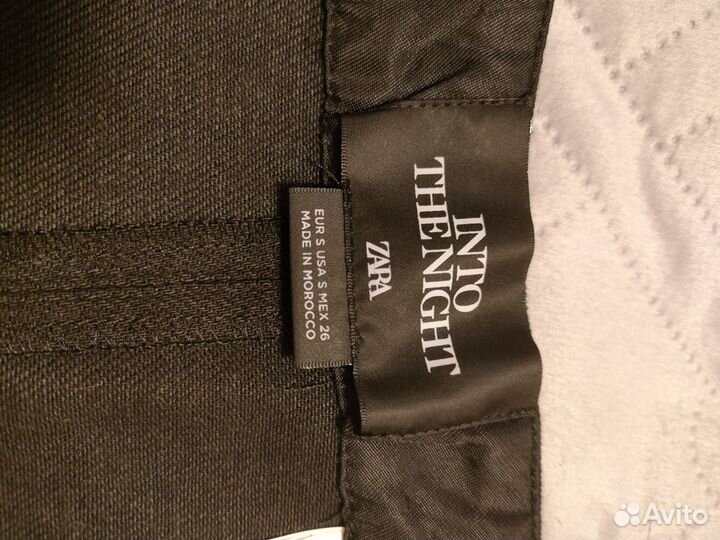 INTO
THE NIGHT
ZARA
EUR S USA S MEX 26
MADE IN MOROCCO
Avito